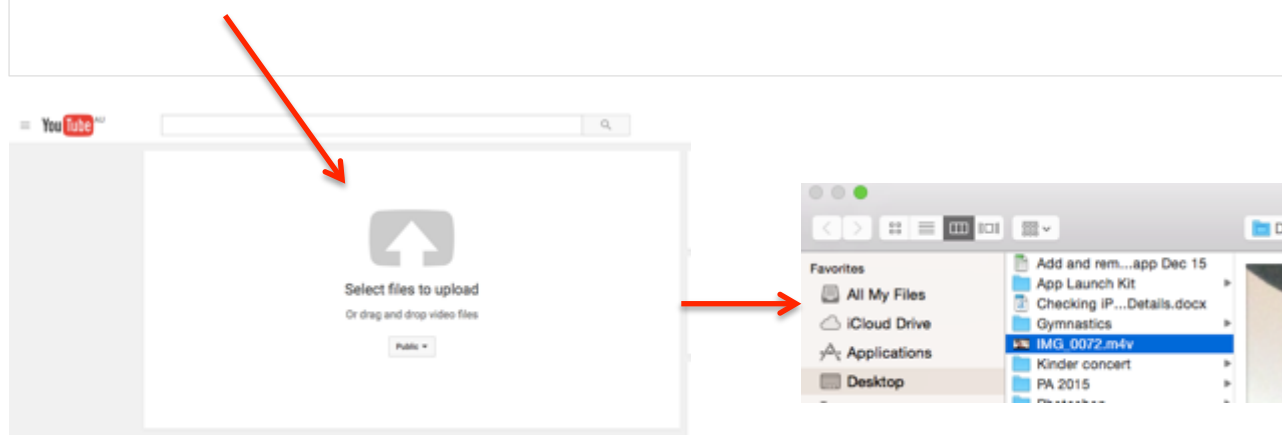 YouTube AU
Select files to upload
Or drag and drop video files
Public
D
Favorites
All My Files
iCloud Drive
Applications
Desktop
Add and rem...app Dec 15
App Launch Kit
Checking iP...Details.docx
Gymnastics
IMG_0072.m4v
Kinder concert
PA 2015